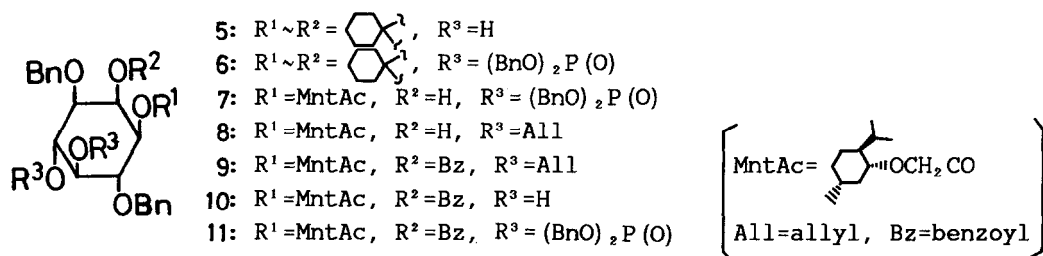 5: R¹~R²= , R³=H
6: R¹~R²= , R³=(BnO)₂P(O)
7: R¹=MntAc, R²=H, R³=(BnO)₂P(O)
8: R¹=MntAc, R²=H, R³=All
9: R¹=MntAc, R²=Bz, R³=All
10: R¹=MntAc, R²=Bz, R³=H
11: R¹=MntAc, R²=Bz, R³=(BnO)₂P(O)
BnO OR²
OR¹
OR³
R³O
OBn
MntAc= OCH₂CO
All=allyl, Bz=benzoyl